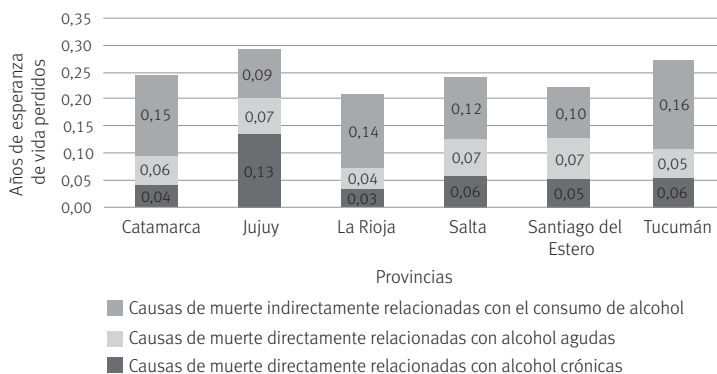 Años de esperanza
de vida perdidos
0,35
0,30
0,25
0,20
0,15
0,10
0,05
0,00
0,15
0,06
0,04
0,09
0,07
0,13
0,14
0,04
0,03
0,12
0,07
0,06
0,10
0,07
0,05
0,16
0,05
0,06
Catamarca
Jujuy
La Rioja
Salta
Santiago del
Estero
Tucumán
Provincias
Causas de muerte indirectamente relacionadas con el consumo de alcohol
Causas de muerte directamente relacionadas con alcohol agudas
Causas de muerte directamente relacionadas con alcohol crónicas